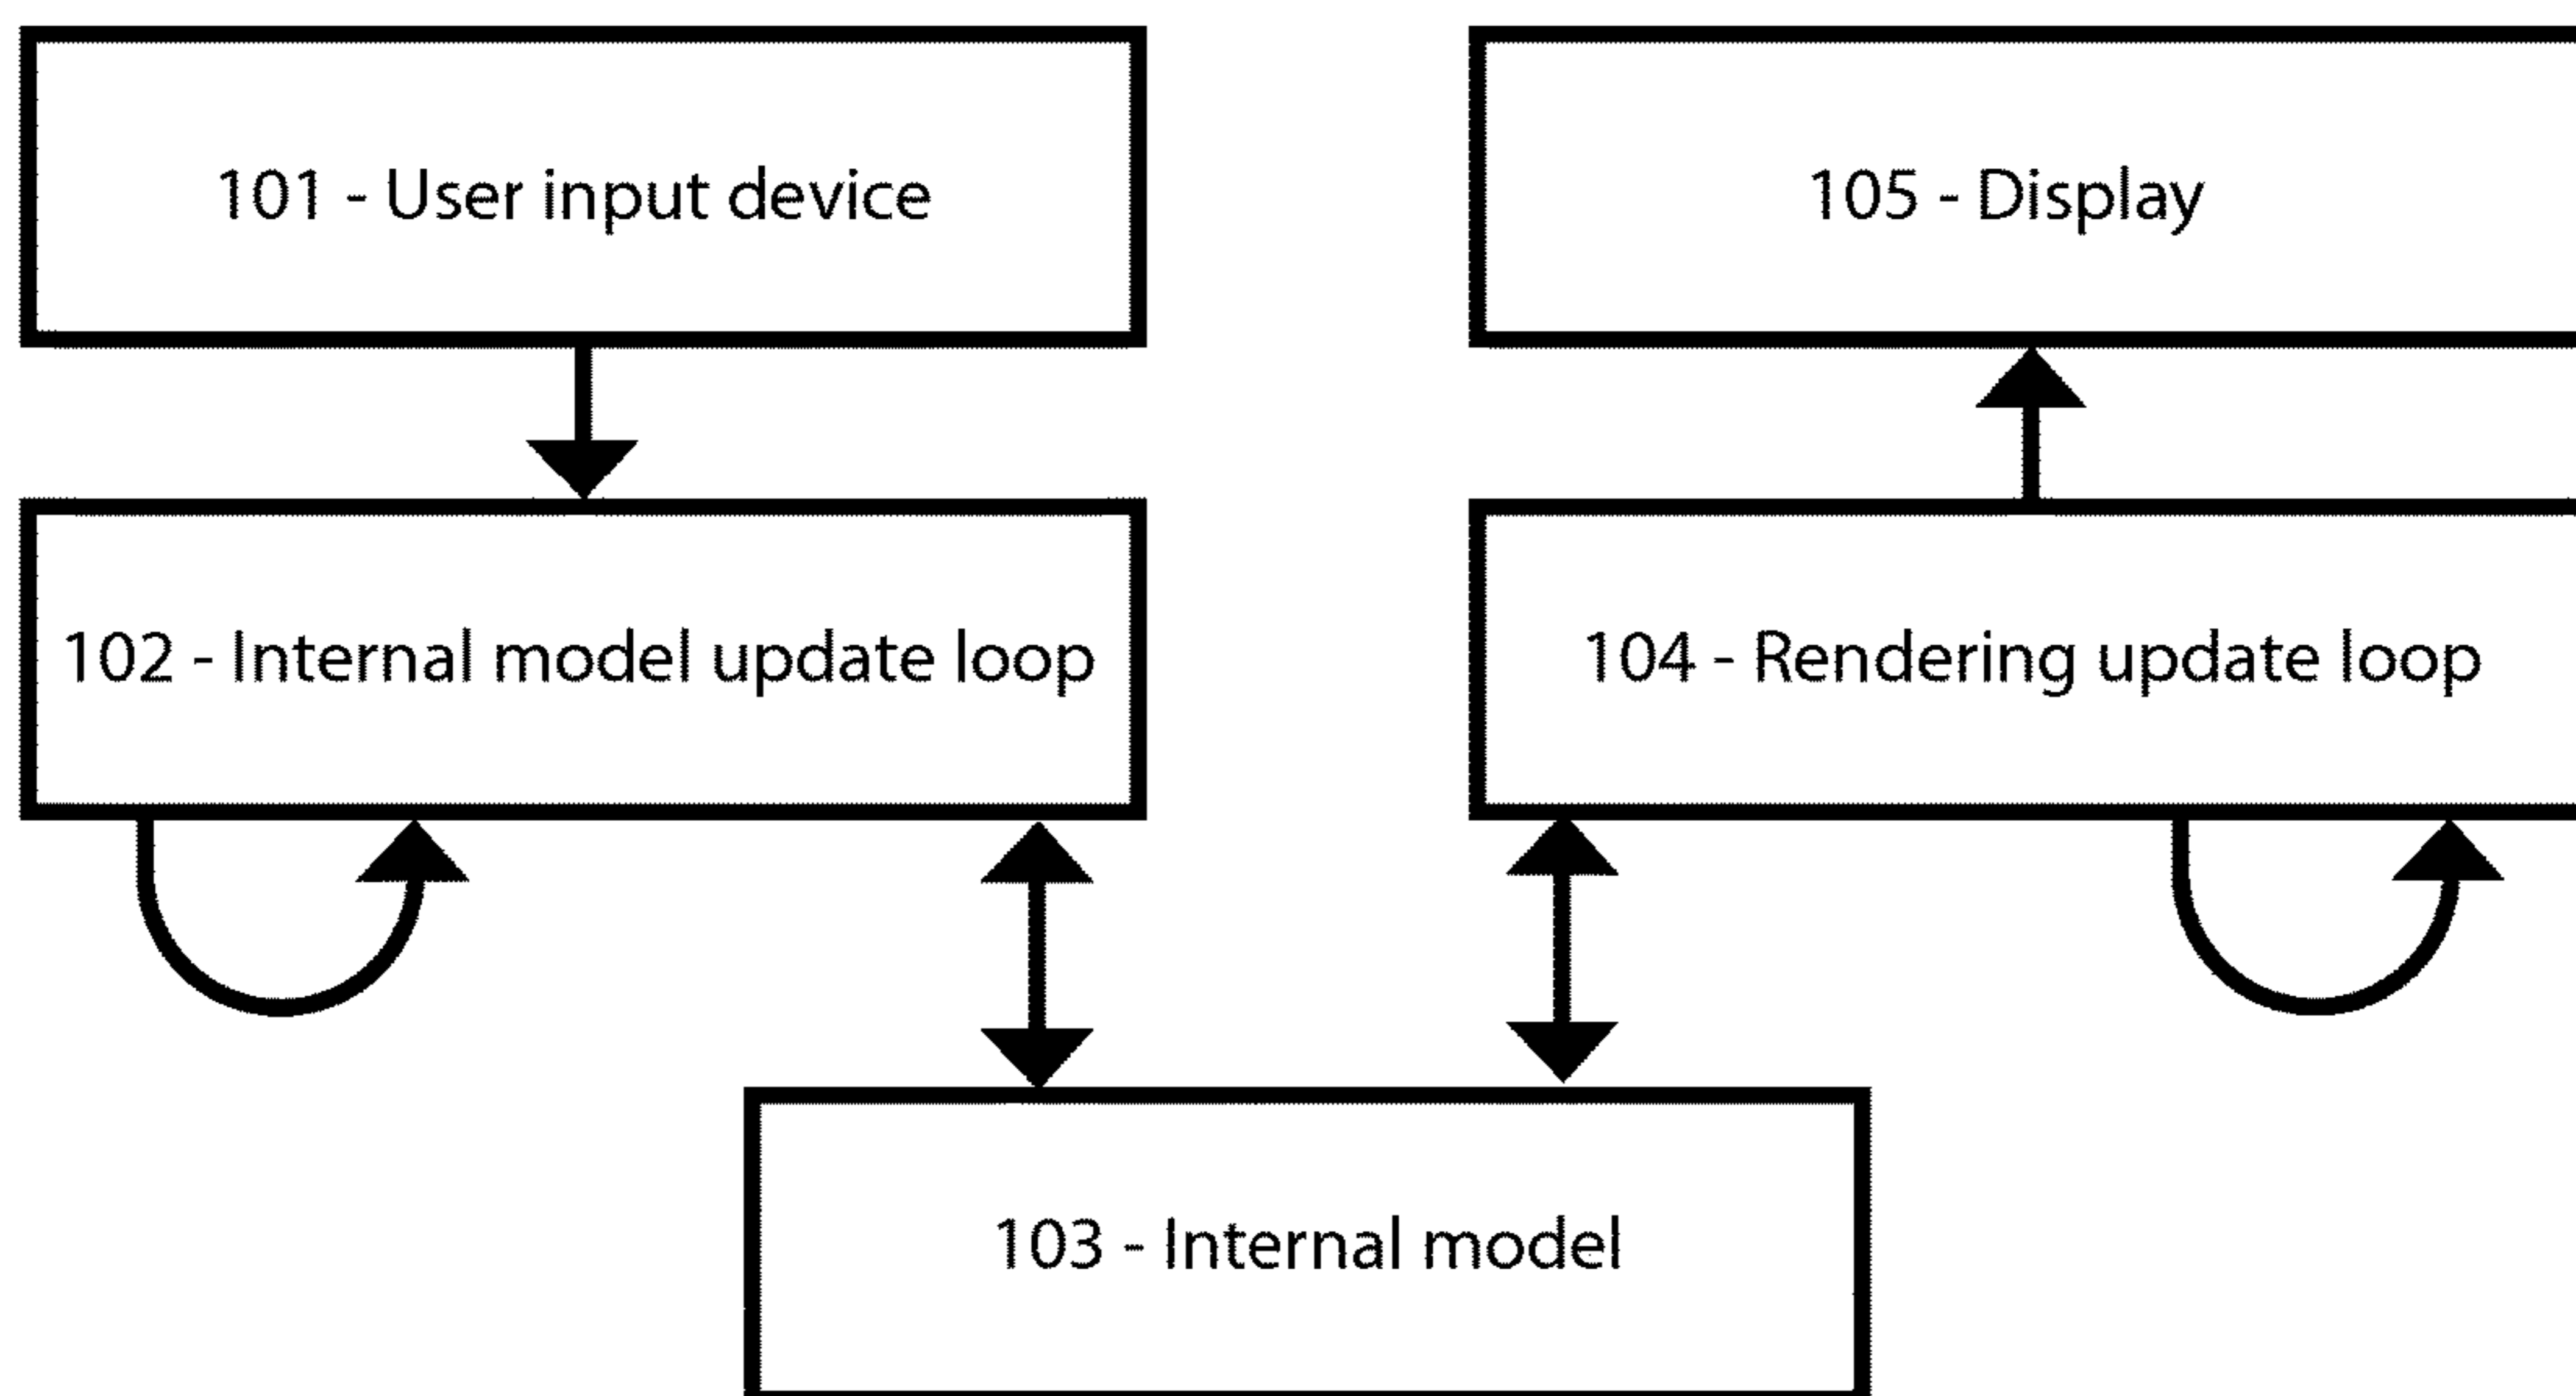 101 - User input device
105 - Display
102 - Internal model update loop
104 - Rendering update loop
103 - Internal model